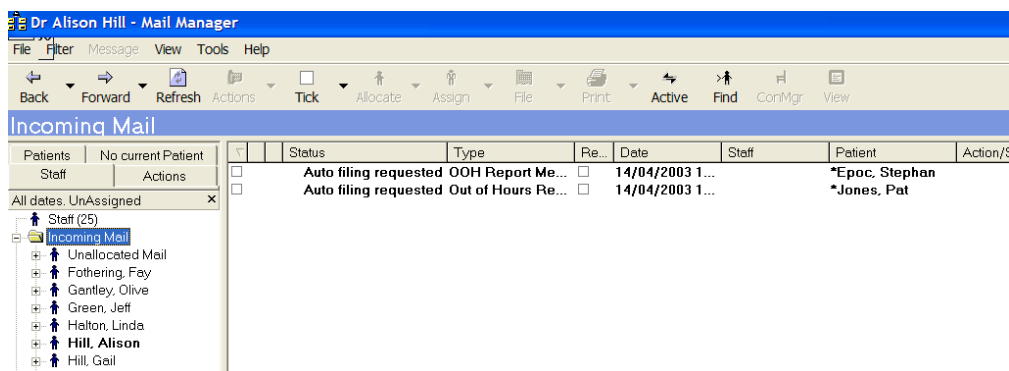 Dr Alison Hill - Mail Manager
File Filter Message View Tools Help
Back Forward Refresh Actions Tick Allocate Assign File Print Active Find ConMgr View
Incoming Mail
Patients No current Patient
Staff Actions
All dates. UnAssigned
Staff (25)
Incoming Mail
Unallocated Mail
Fothering, Fay
Gantley, Olive
Green, Jeff
Halton, Linda
Hill, Alison
Hill, Gail
Status Type Re... Date Staff Patient Action/S
Auto filing requested OOH Report Me... 14/04/2003 1... *Epoc, Stephan
Auto filing requested Out of Hours Re... 14/04/2003 1... *Jones, Pat